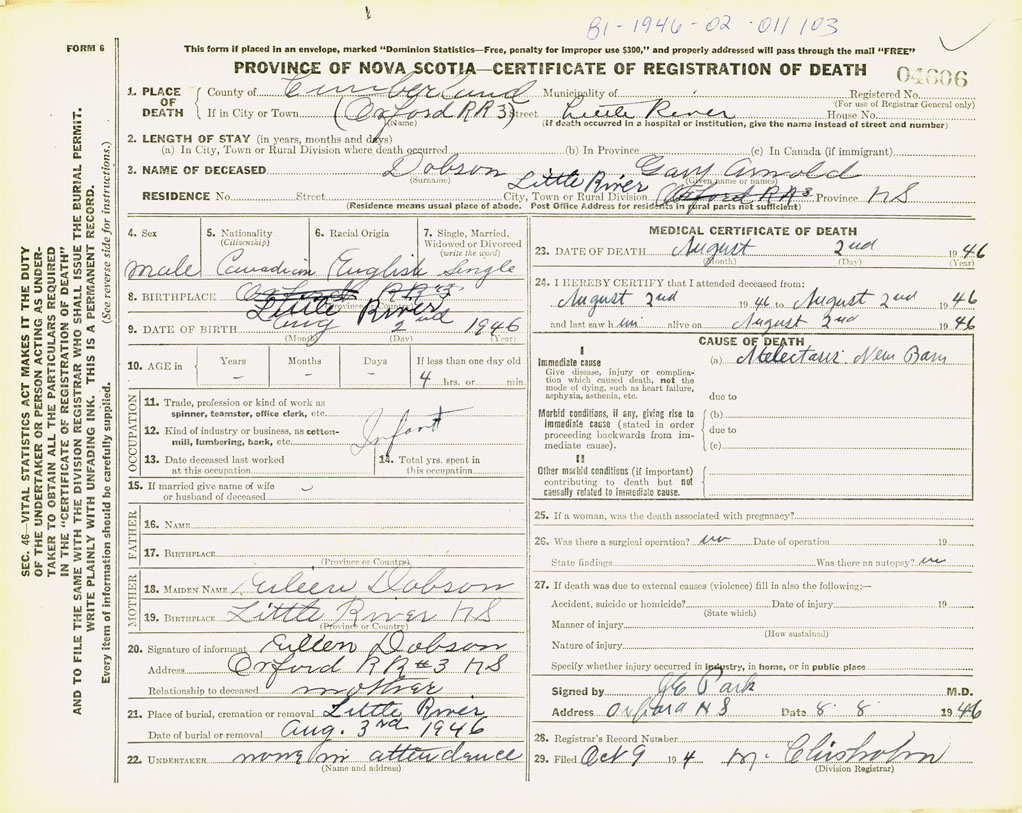 B1-1946-02-011103
FORM 6
This form if placed in an envelope, marked "Dominion Statistics—Free, penalty for improper use $300," and properly addressed will pass through the mail "FREE"
PROVINCE OF NOVA SCOTIA—CERTIFICATE OF REGISTRATION OF DEATH
04606
1. PLACE OF DEATH
County of Cumberland Municipality of Registered No.
(For use of Registrar General only)
If in City or Town (Oxford RR 3) Street Little River House No.
(Name) (If death occurred in a hospital or institution, give the name instead of street and number)
2. LENGTH OF STAY (in years, months and days)
(a) In City, Town or Rural Division where death occurred (b) In Province (c) In Canada (if immigrant)
3. NAME OF DECEASED Dobson Gary Arnold
(Surname) (Given name or names)
Little River
RESIDENCE No. Street City, Town or Rural Division Oxford RR 3 Province NS
(Residence means usual place of abode. Post Office Address for residents in rural parts not sufficient)
4. Sex
male
5. Nationality
(Citizenship)
Canadian
6. Racial Origin
English
7. Single, Married, Widowed or Divorced
(write the word)
Single
8. BIRTHPLACE Oxford RR #3
(Province or Country)
Little River
9. DATE OF BIRTH Aug 2nd 1946
(Month) (Day) (Year)
10. AGE in
Years Months Days If less than one day old
- - - 4 hrs. or min.
OCCUPATION
11. Trade, profession or kind of work as spinner, teamster, office clerk, etc.
12. Kind of industry or business, as cotton-mill, lumbering, bank, etc.
Infant
13. Date deceased last worked at this occupation
14. Total yrs. spent in this occupation
15. If married give name of wife or husband of deceased
FATHER
16. NAME
17. BIRTHPLACE
(Province or Country)
MOTHER
18. MAIDEN NAME Eileen Dobson
19. BIRTHPLACE Little River NS
(Province or Country)
20. Signature of informant Eileen Dobson
Address Oxford RR #3 NS
Relationship to deceased mother
21. Place of burial, cremation or removal Little River
Date of burial or removal Aug. 3rd 1946
22. UNDERTAKER none in attendance
(Name and address)
MEDICAL CERTIFICATE OF DEATH
23. DATE OF DEATH August 2nd 1946
(Month) (Day) (Year)
24. I HEREBY CERTIFY that I attended deceased from:
August 2nd 1946 to August 2nd 1946
and last saw him alive on August 2nd 1946
CAUSE OF DEATH
I
Immediate cause
Give disease, injury or complication which caused death, not the mode of dying, such as heart failure, asphyxia, asthenia, etc.
(a) Atelectasis New Born
due to
Morbid conditions, if any, giving rise to immediate cause (stated in order proceeding backwards from immediate cause).
(b)
due to
(c)
II
Other morbid conditions (if important) contributing to death but not causally related to immediate cause.
25. If a woman, was the death associated with pregnancy?
26. Was there a surgical operation? no Date of operation 19
State findings Was there an autopsy? no
27. If death was due to external causes (violence) fill in also the following:—
Accident, suicide or homicide? Date of injury 19
(State which)
Manner of injury
(How sustained)
Nature of injury
Specify whether injury occurred in industry, in home, or in public place
Signed by Park M.D.
Address Oxford N S Date 8. 8. 1946
28. Registrar's Record Number
29. Filed Oct 9 19 4 M. Chisholm
(Division Registrar)
SEC. 46—VITAL STATISTICS ACT MAKES IT THE DUTY
OF THE UNDERTAKER OR PERSON ACTING AS UNDER-
TAKER TO OBTAIN ALL THE PARTICULARS REQUIRED
IN THE "CERTIFICATE OF REGISTRATION OF DEATH"
AND TO FILE THE SAME WITH THE DIVISION REGISTRAR WHO SHALL ISSUE THE BURIAL PERMIT.
WRITE PLAINLY WITH UNFADING INK. THIS IS A PERMANENT RECORD.
Every item of information should be carefully supplied. (See reverse side for instructions.)